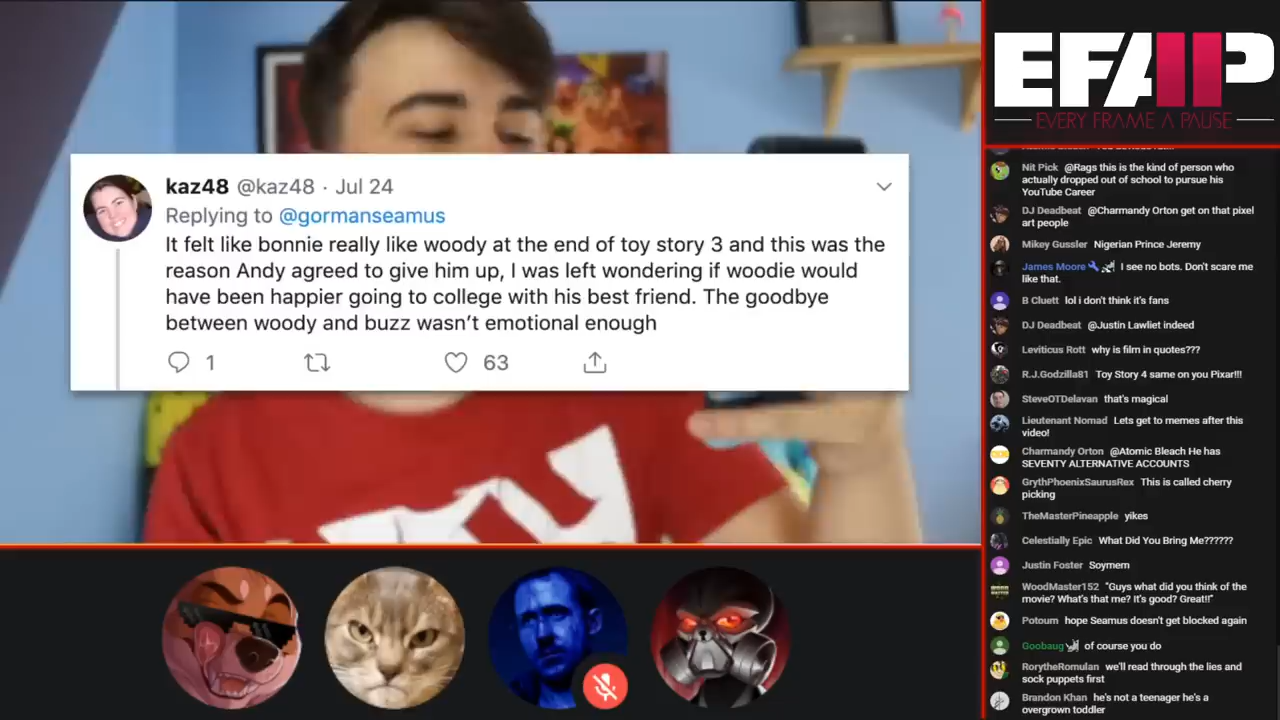 kaz48 @kaz48 · Jul 24
Replying to @gormanseamus
It felt like bonnie really like woody at the end of toy story 3 and this was the
reason Andy agreed to give him up, I was left wondering if woodie would
have been happier going to college with his best friend. The goodbye
between woody and buzz wasn't emotional enough
1
63
EFAP
EVERY FRAME A PAUSE
Nit Pick @Rags this is the kind of person who
actually dropped out of school to pursue his
YouTube Career
DJ Deadbeat @Charmandy Orton get on that pixel
art people
Mikey Gussler Nigerian Prince Jeremy
James Moore I see no bots. Don't scare me
like that.
B Cluett lol i don't think it's fans
DJ Deadbeat @Justin Lawliet indeed
Leviticus Rott why is film in quotes???
R.J.Godzilla81 Toy Story 4 same on you Pixar!!!
SteveOTDelavan that's magical
Lieutenant Nomad Lets get to memes after this
video!
Charmandy Orton @Atomic Bleach He has
SEVENTY ALTERNATIVE ACCOUNTS
GrythPhoenixSaurusRex This is called cherry
picking
TheMasterPineapple yikes
Celestially Epic What Did You Bring Me??????
Justin Foster Soymem
WoodMaster152 "Guys what did you think of the
movie? What's that me? It's good? Great!!"
Potoum hope Seamus doesn't get blocked again
Goobaug of course you do
RorytheRomulan we'll read through the lies and
sock puppets first
Brandon Khan he's not a teenager he's a
overgrown toddler